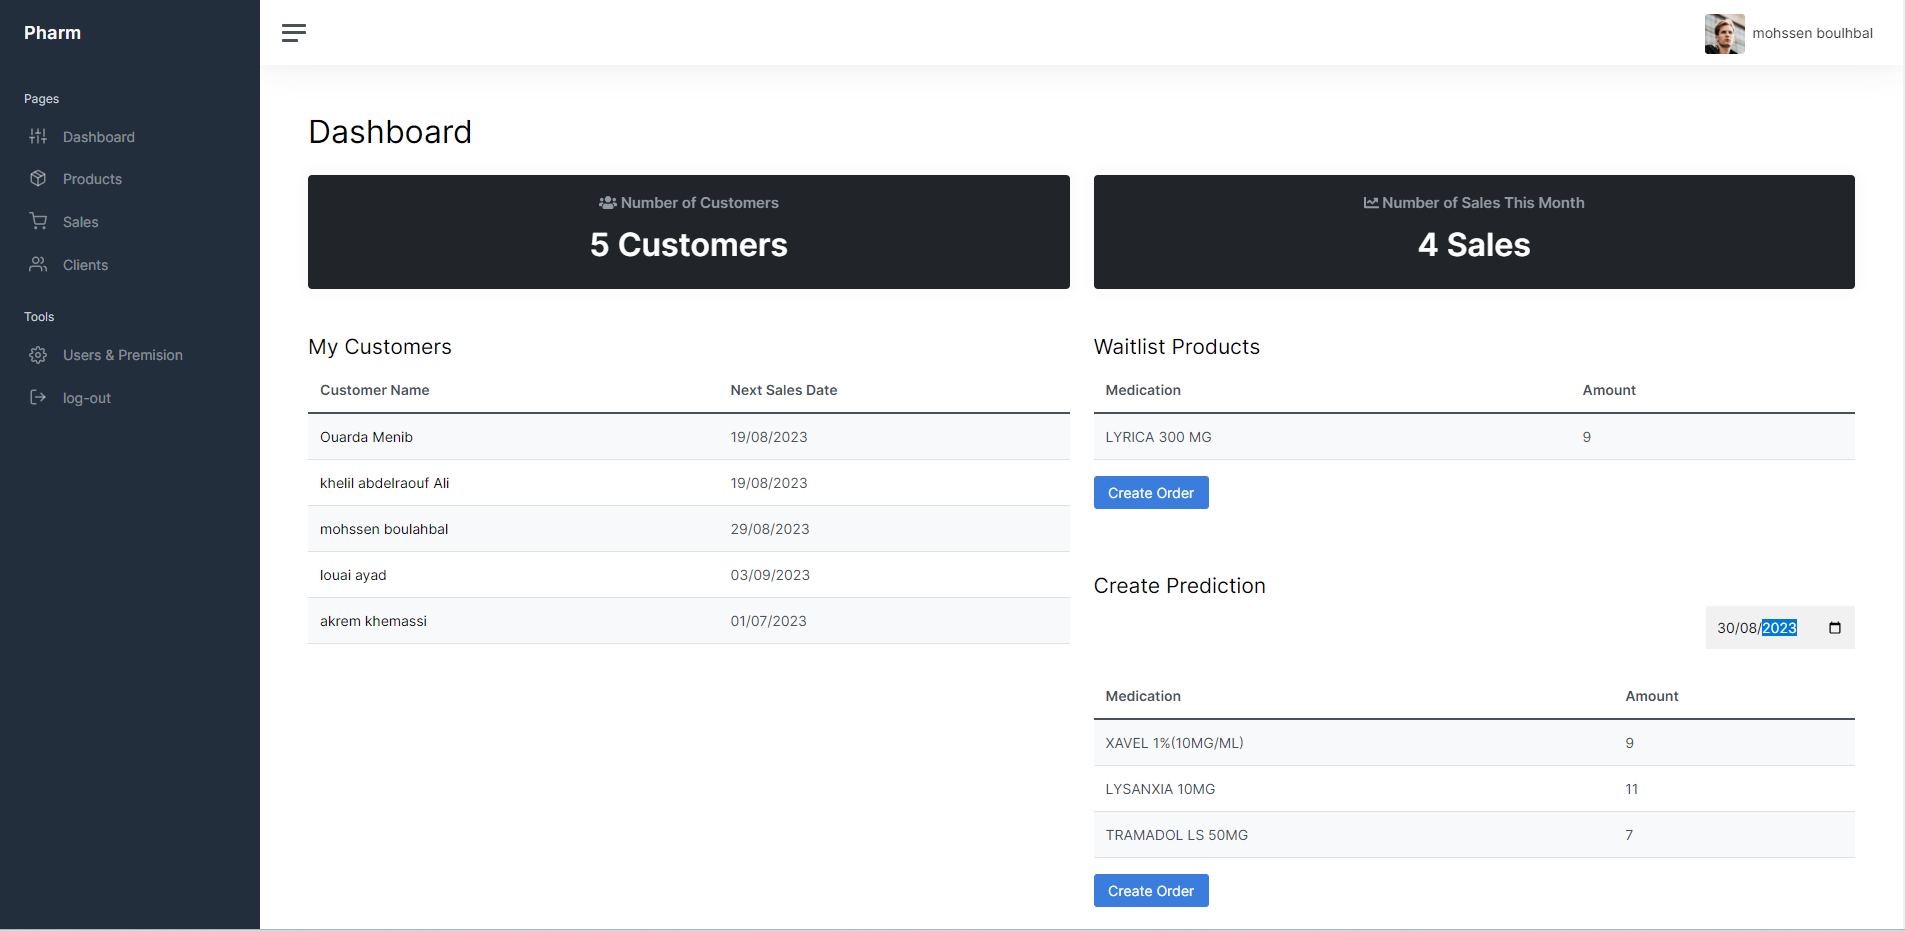 Pharm
Pages
Dashboard
Products
Sales
Clients
Tools
Users & Premision
log-out
mohssen boulhbal
Dashboard
Number of Customers
5 Customers
Number of Sales This Month
4 Sales
My Customers
Customer Name Next Sales Date
Ouarda Menib 19/08/2023
khelil abdelraouf Ali 19/08/2023
mohssen boulahbal 29/08/2023
louai ayad 03/09/2023
akrem khemassi 01/07/2023
Waitlist Products
Medication Amount
LYRICA 300 MG 9
Create Order
Create Prediction
30/08/2023
Medication Amount
XAVEL 1%(10MG/ML) 9
LYSANXIA 10MG 11
TRAMADOL LS 50MG 7
Create Order